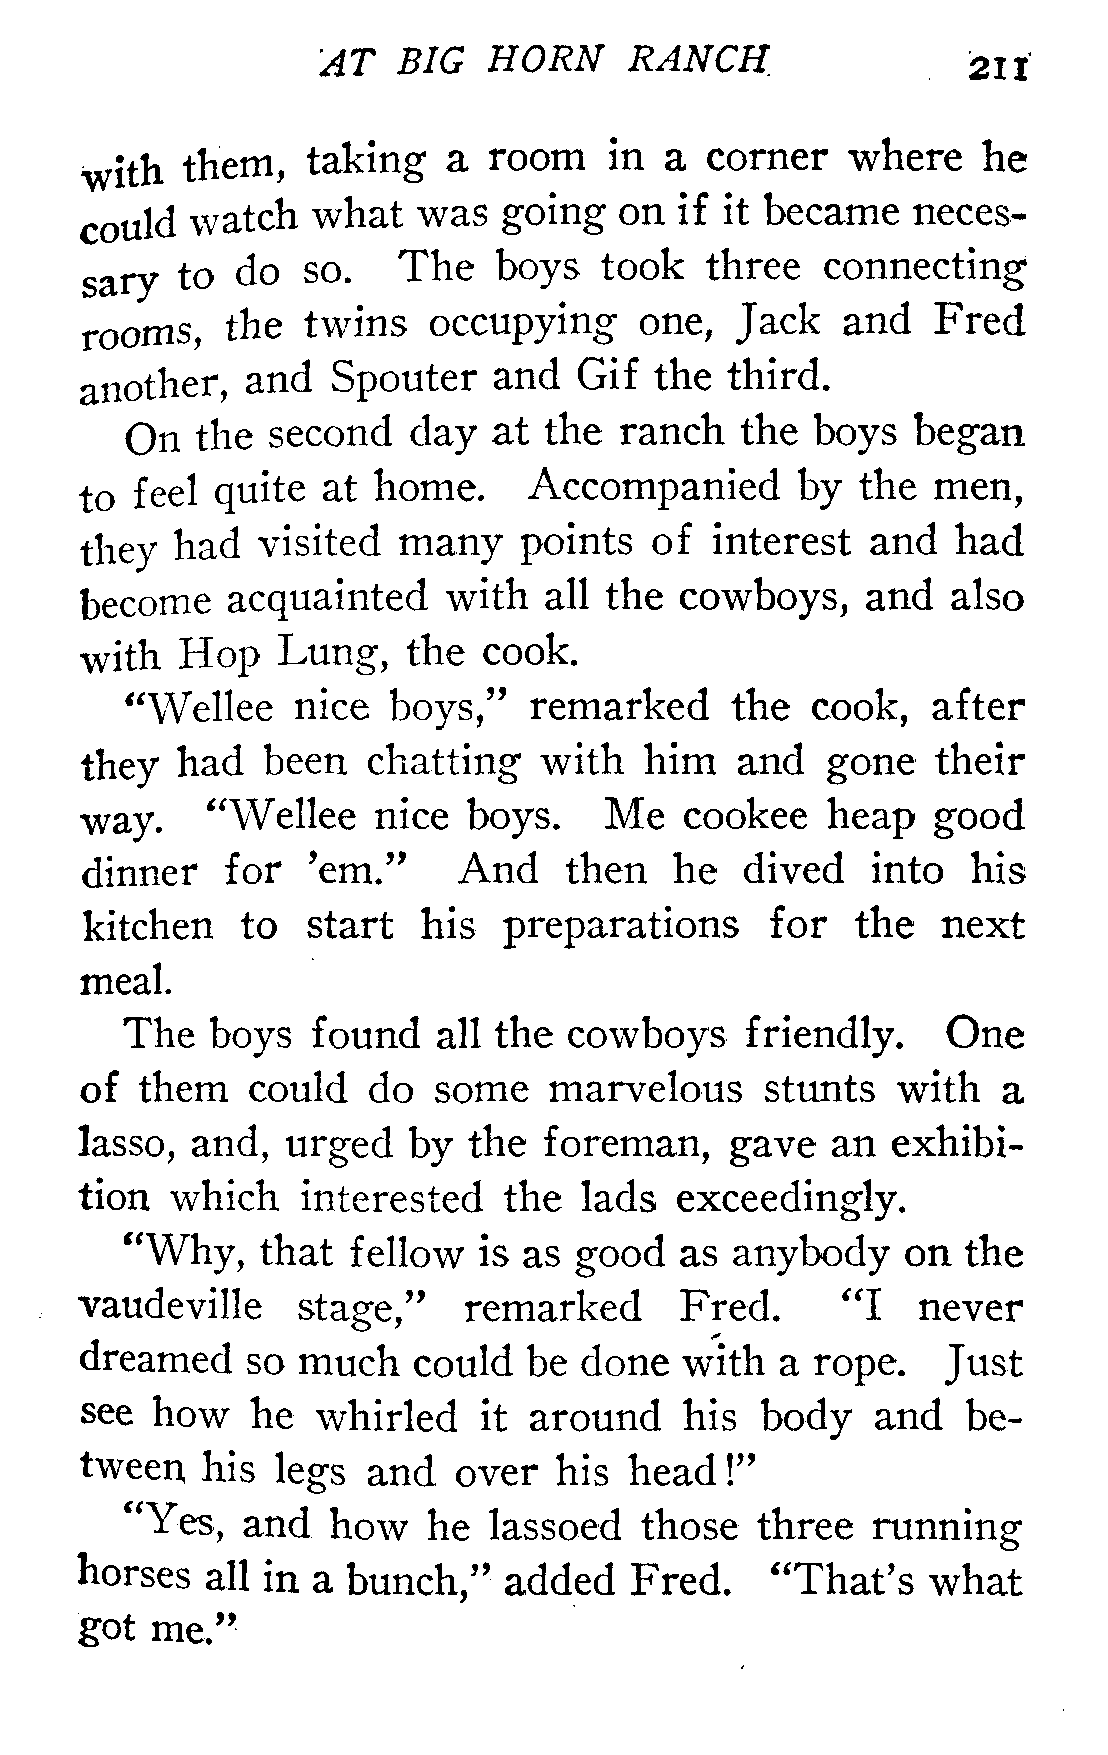 AT BIG HORN RANCH 211
with them, taking a room in a corner where he
could watch what was going on if it became neces-
sary to do so. The boys took three connecting
rooms, the twins occupying one, Jack and Fred
another, and Spouter and Gif the third.
On the second day at the ranch the boys began
to feel quite at home. Accompanied by the men,
they had visited many points of interest and had
become acquainted with all the cowboys, and also
with Hop Lung, the cook.
“Wellee nice boys,” remarked the cook, after
they had been chatting with him and gone their
way. “Wellee nice boys. Me cookee heap good
dinner for ’em.” And then he dived into his
kitchen to start his preparations for the next
meal.
The boys found all the cowboys friendly. One
of them could do some marvelous stunts with a
lasso, and, urged by the foreman, gave an exhibi-
tion which interested the lads exceedingly.
“Why, that fellow is as good as anybody on the
vaudeville stage,” remarked Fred. “I never
dreamed so much could be done with a rope. Just
see how he whirled it around his body and be-
tween his legs and over his head!”
“Yes, and how he lassoed those three running
horses all in a bunch,” added Fred. “That’s what
got me.”